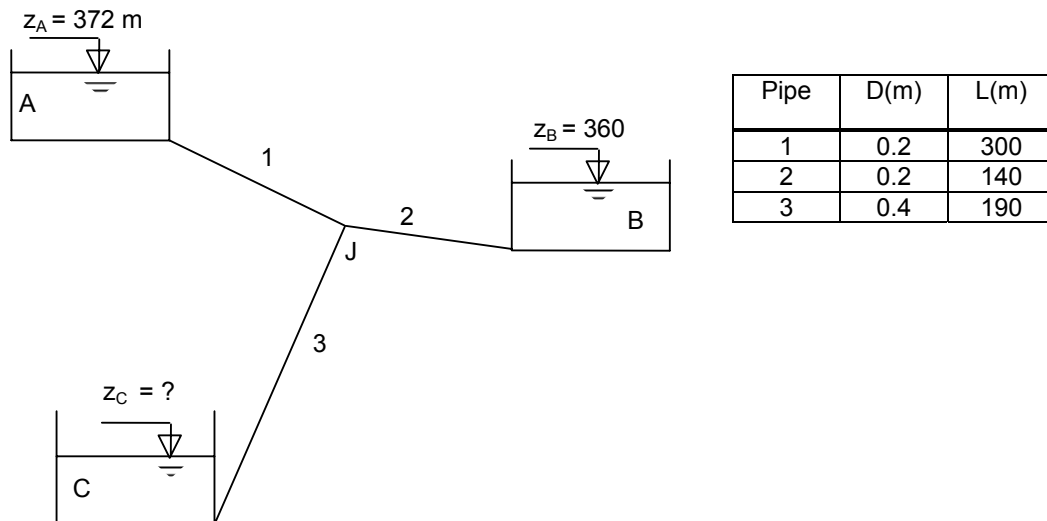 z_A = 372 m
A
1
z_B = 360
B
2
J
3
z_C = ?
C
Pipe D(m) L(m)
1 0.2 300
2 0.2 140
3 0.4 190